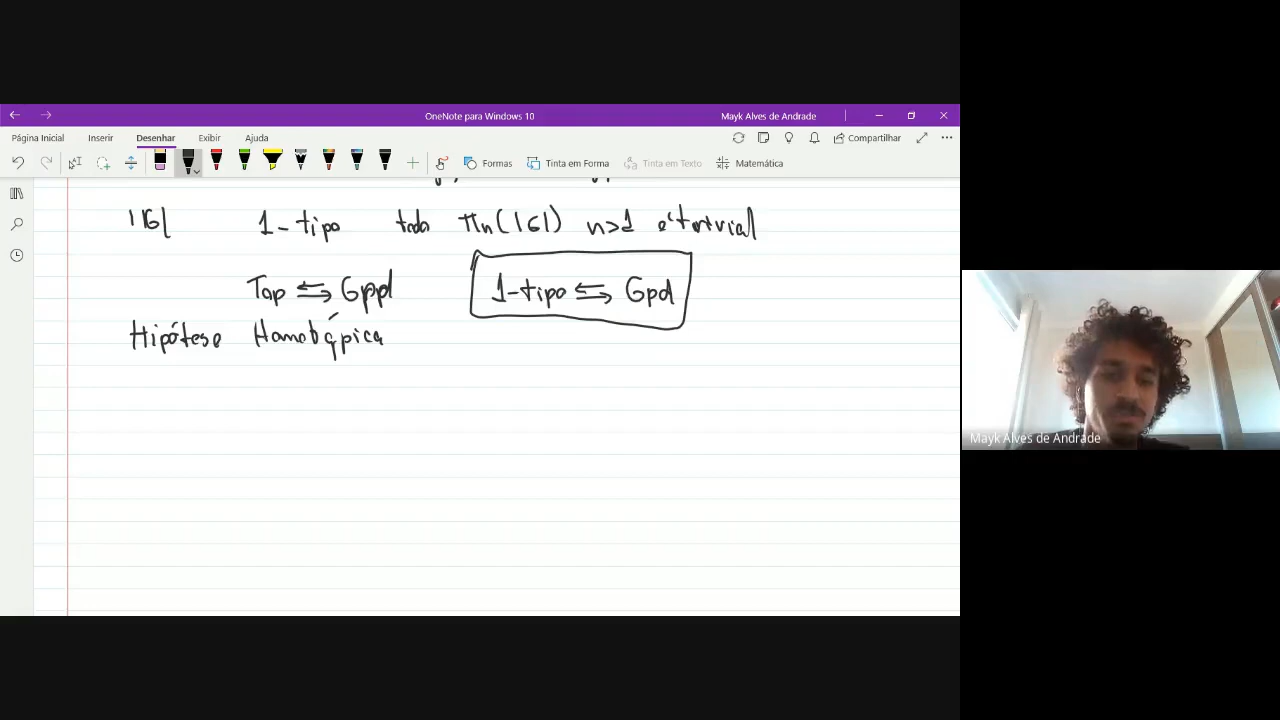 OneNote para Windows 10
Mayk Alves de Andrade
Página Inicial Inserir Desenhar Exibir Ajuda
Compartilhar
Formas Tinta em Forma Tinta em Texto Matemática
|G| 1-tipo todo πn(|G|) n>1 é trivial
Top ⇆ Gpd 1-tipo ⇆ Gpd
Hipótese Homotópica
Mayk Alves de Andrade